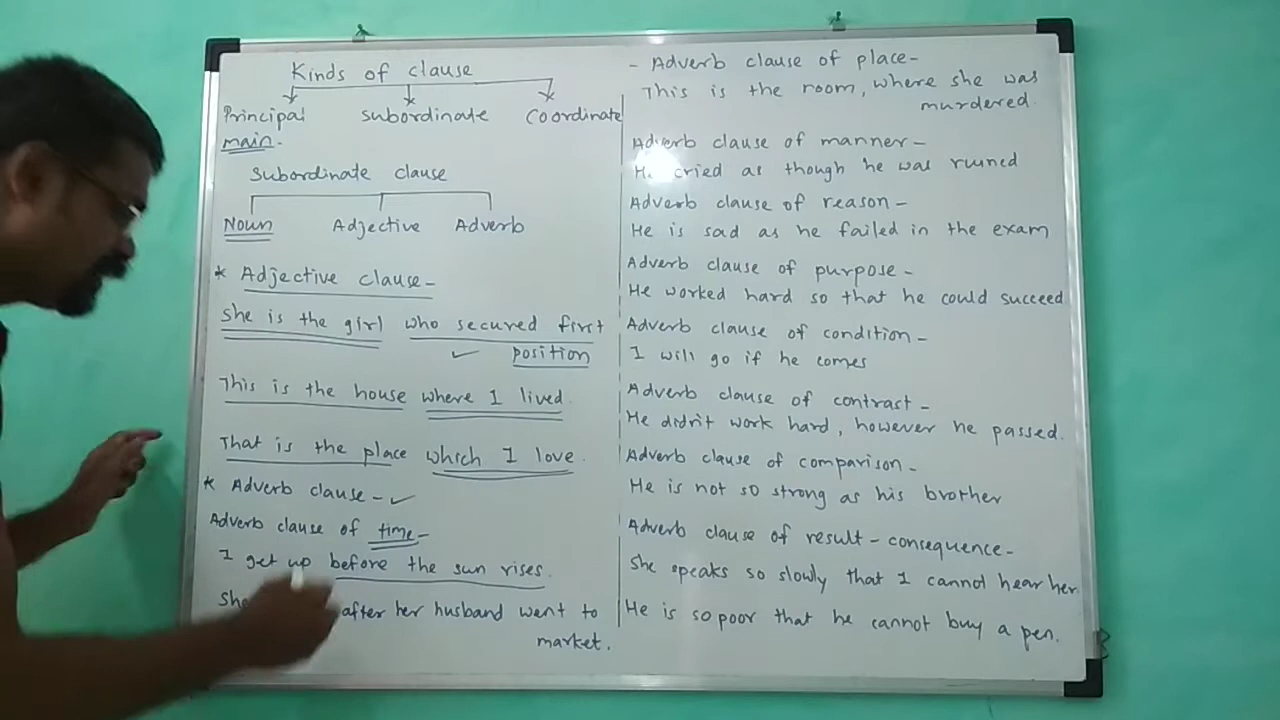 Kinds of clause
Principal subordinate Coordinate
main-
Subordinate clause
Noun Adjective Adverb
* Adjective clause-
She is the girl who secured first
position
This is the house where I lived.
That is the place which I love.
* Adverb clause-
Adverb clause of time-
I get up before the sun rises.
She after her husband went to
market.
- Adverb clause of place-
This is the room, where she was
murdered.
Adverb clause of manner-
He cried as though he was ruined
Adverb clause of reason-
He is sad as he failed in the exam
Adverb clause of purpose-
He worked hard so that he could succeed
Adverb clause of condition-
I will go if he comes
Adverb clause of contrast-
He didn't work hard, however he passed.
Adverb clause of comparison-
He is not so strong as his brother
Adverb clause of result-consequence-
She speaks so slowly that I cannot hear her.
He is so poor that he cannot buy a pen.